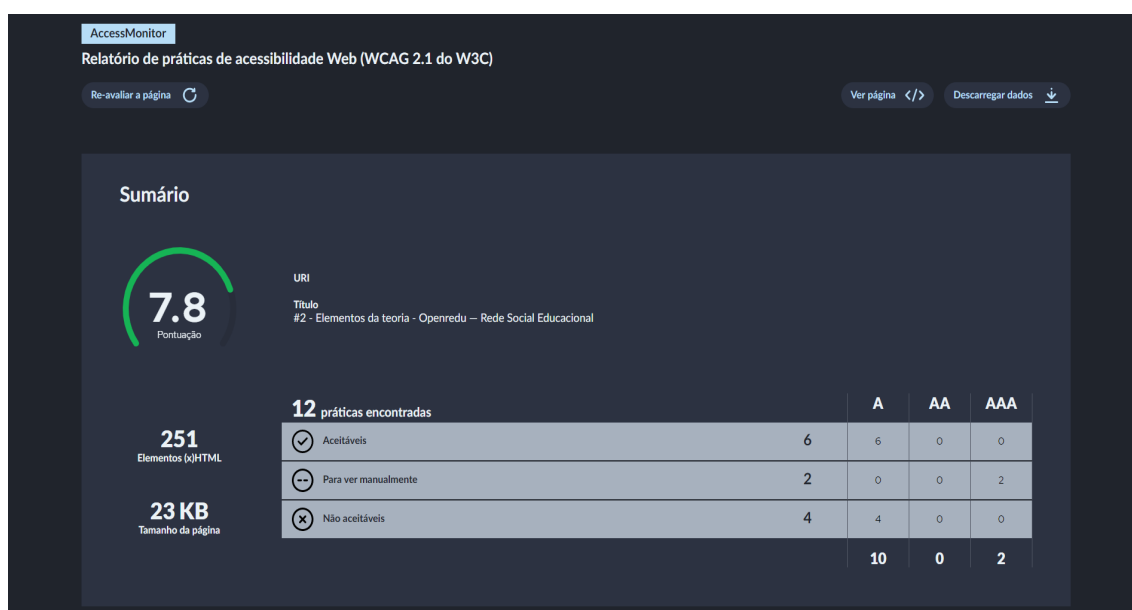 AccessMonitor
Relatório de práticas de acessibilidade Web (WCAG 2.1 do W3C)
Re-avaliar a página
Ver página </>
Descarregar dados
Sumário
7.8
Pontuação
URI
Título
#2 - Elementos da teoria - Openredu — Rede Social Educacional
251
Elementos (x)HTML
23 KB
Tamanho da página
12 práticas encontradas A AA AAA
Aceitáveis 6 6 0 0
Para ver manualmente 2 0 0 2
Não aceitáveis 4 4 0 0
10 0 2